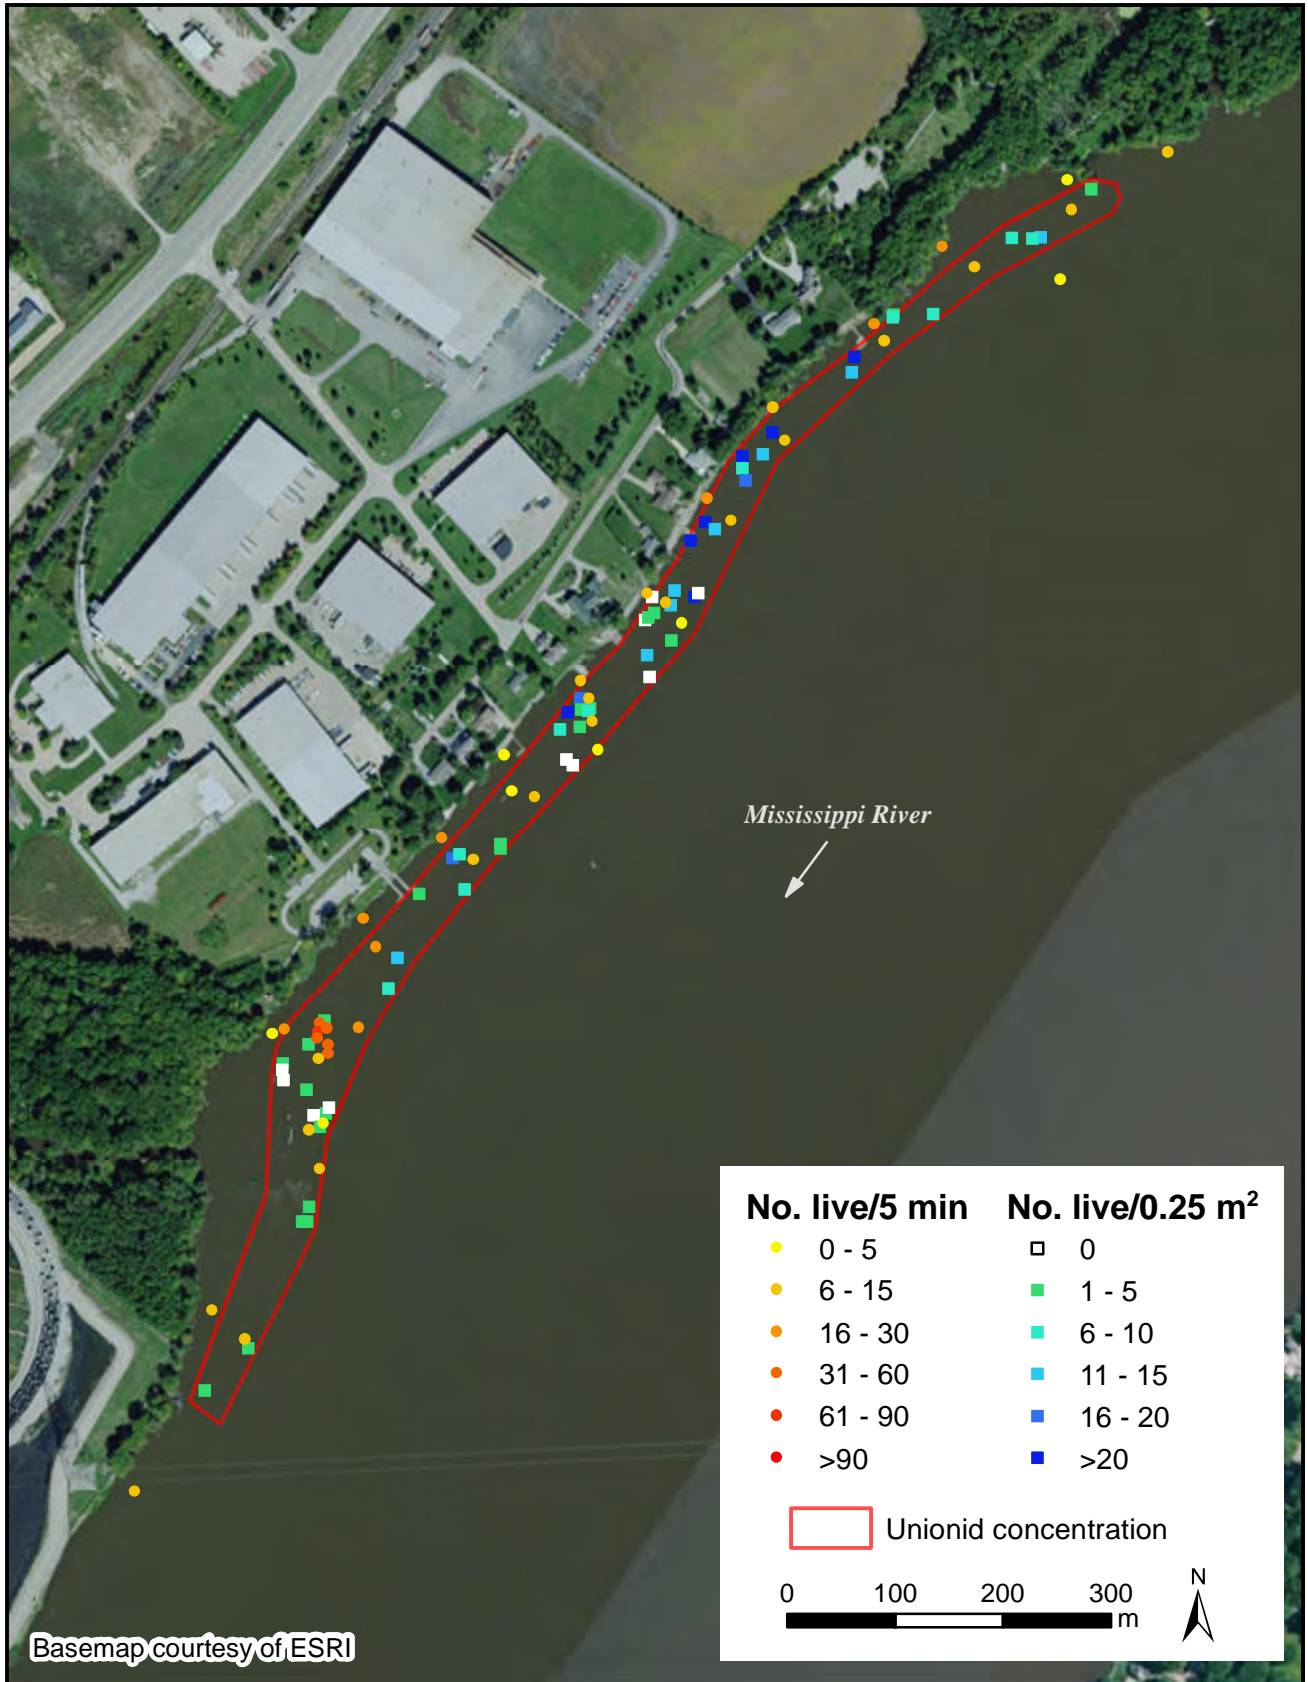 Mississippi River
No. live/5 min No. live/0.25 m²
0 - 5 0
6 - 15 1 - 5
16 - 30 6 - 10
31 - 60 11 - 15
61 - 90 16 - 20
>90 >20
Unionid concentration
0 100 200 300
m
N
Basemap courtesy of ESRI